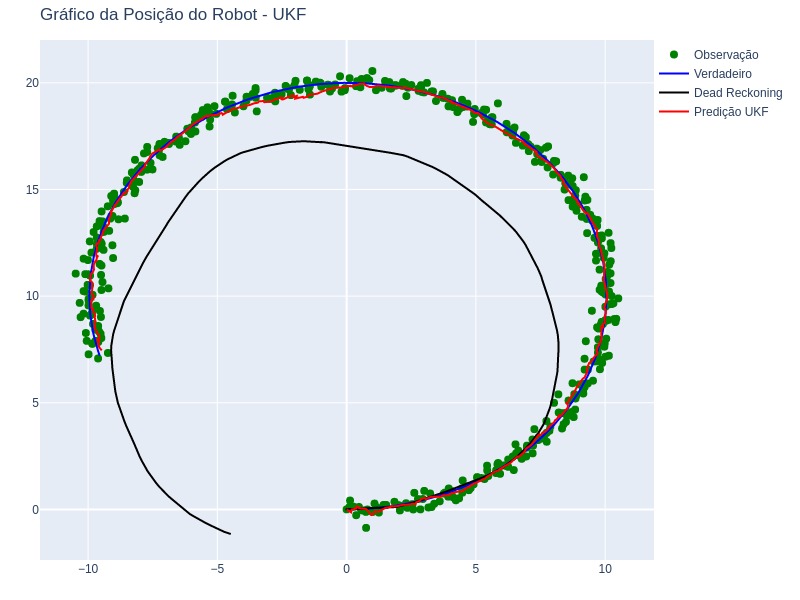 Gráfico da Posição do Robot - UKF
Observação
Verdadeiro
Dead Reckoning
Predição UKF
20
15
10
5
0
−10
−5
0
5
10